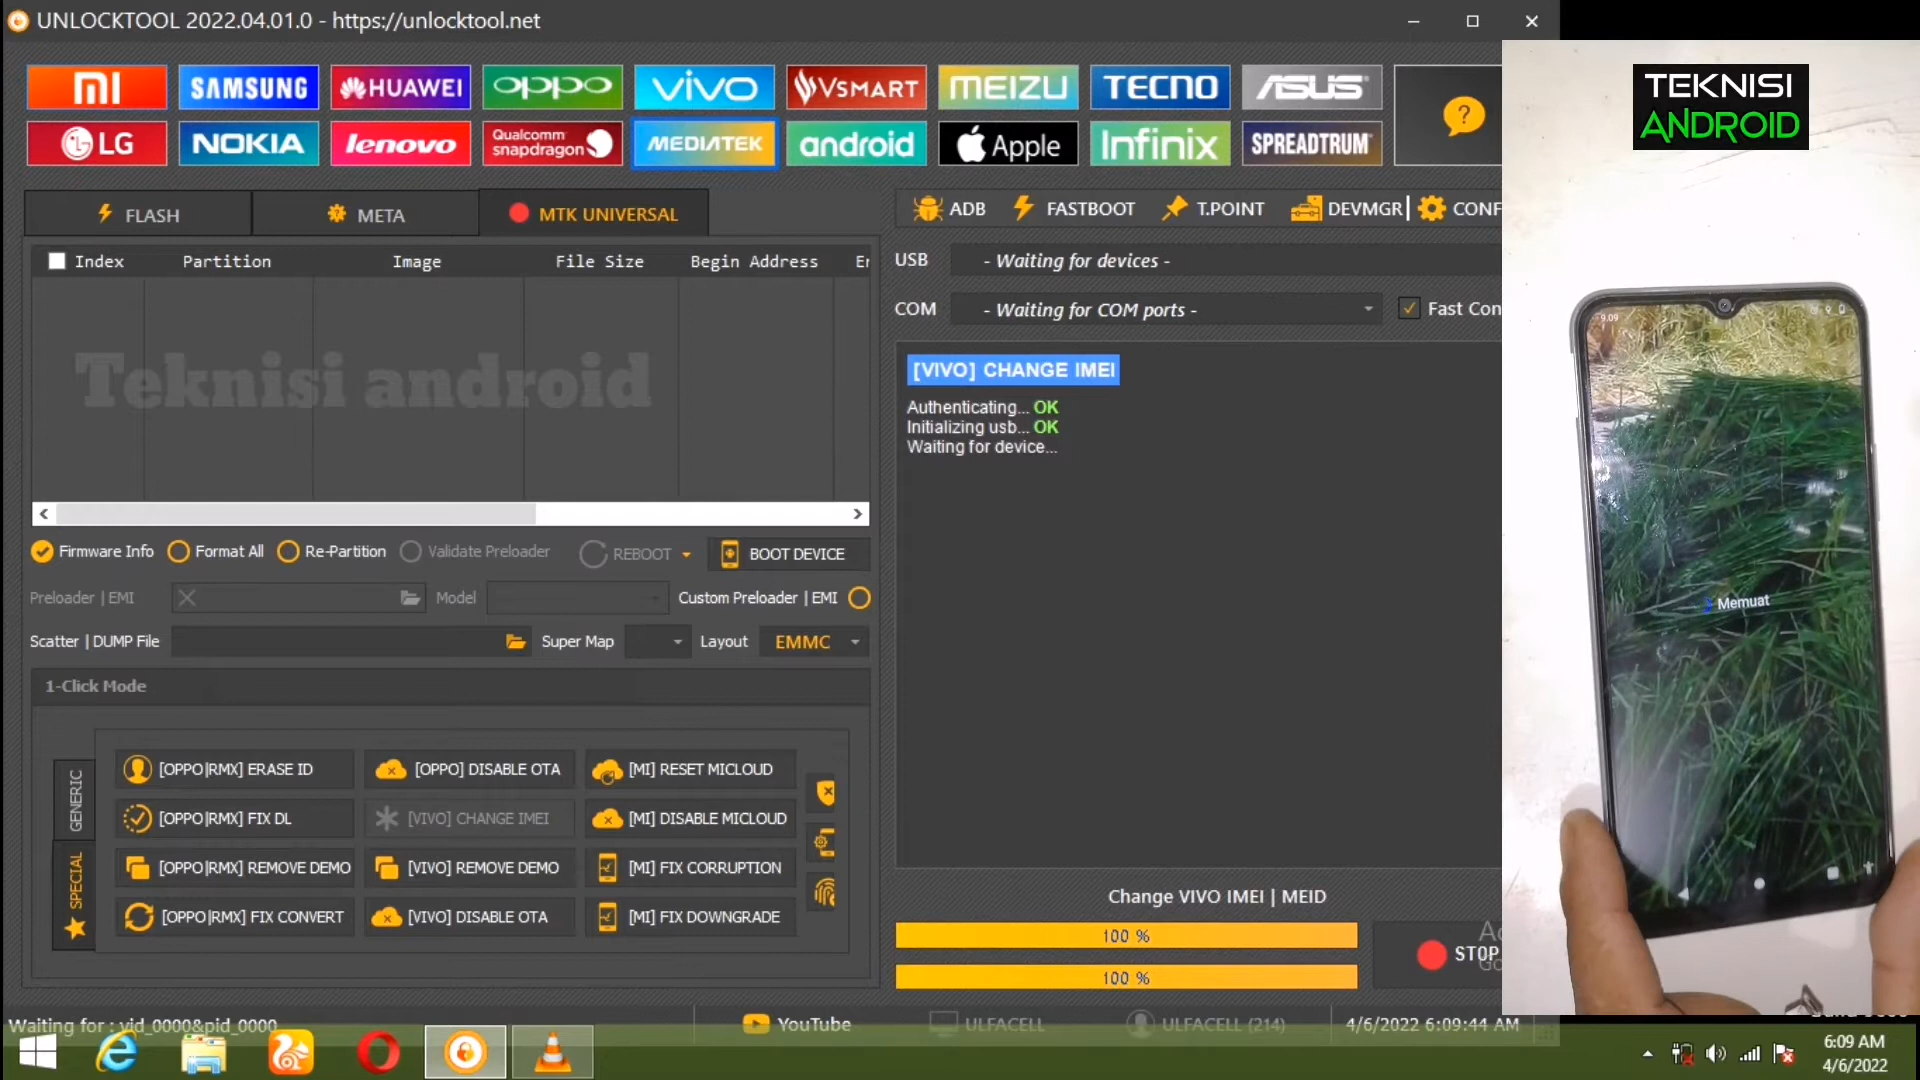 UNLOCKTOOL 2022.04.01.0 - https://unlocktool.net
TEKNISI
ANDROID
MI
SAMSUNG
HUAWEI
oppo
vivo
VSMART
MEIZU
TECNO
ASUS
?
LG
NOKIA
lenovo
Qualcomm
snapdragon
MEDIATEK
android
Apple
Infinix
SPREADTRUM
FLASH
META
MTK UNIVERSAL
ADB
FASTBOOT
T.POINT
DEVMGR
CONF
Index
Partition
Image
File Size
Begin Address
USB
- Waiting for devices -
COM
- Waiting for COM ports -
Fast Con
Teknisi android
[VIVO] CHANGE IMEI
Authenticating... OK
Initializing usb... OK
Waiting for device...
9.09
Memuat
Firmware Info
Format All
Re-Partition
Validate Preloader
REBOOT
BOOT DEVICE
Preloader | EMI
Model
Custom Preloader | EMI
Scatter | DUMP File
Super Map
Layout
EMMC
1-Click Mode
GENERIC
SPECIAL
[OPPO|RMX] ERASE ID
[OPPO] DISABLE OTA
[MI] RESET MICLOUD
[OPPO|RMX] FIX DL
[VIVO] CHANGE IMEI
[MI] DISABLE MICLOUD
[OPPO|RMX] REMOVE DEMO
[VIVO] REMOVE DEMO
[MI] FIX CORRUPTION
[OPPO|RMX] FIX CONVERT
[VIVO] DISABLE OTA
[MI] FIX DOWNGRADE
Change VIVO IMEI | MEID
100 %
STOP
100 %
Waiting for : vid_0000&pid_0000
YouTube
ULFACELL
ULFACELL (214)
4/6/2022 6:09:44 AM
6:09 AM
4/6/2022